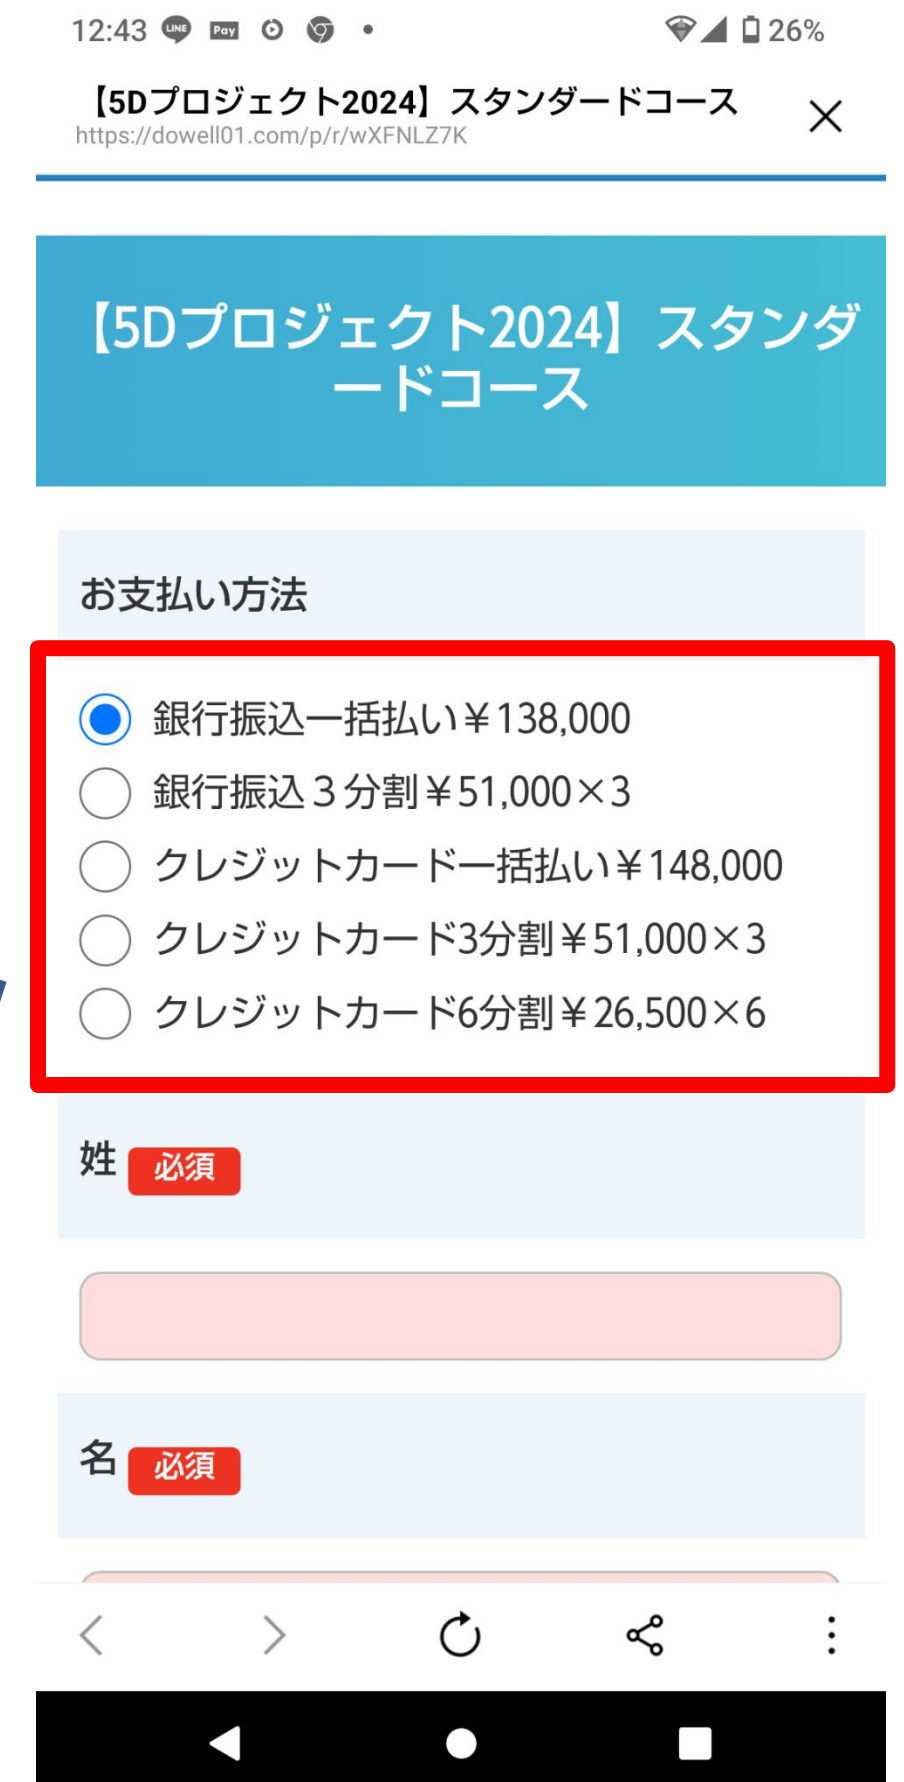 12:43 LINE Pay 26%
【5Dプロジェクト2024】スタンダードコース
https://dowell01.com/p/r/wXFNLZ7K
【5Dプロジェクト2024】スタンダ
ードコース
お支払い方法
銀行振込一括払い￥138,000
銀行振込３分割￥51,000×3
クレジットカード一括払い￥148,000
クレジットカード3分割￥51,000×3
クレジットカード6分割￥26,500×6
姓 必須
名 必須